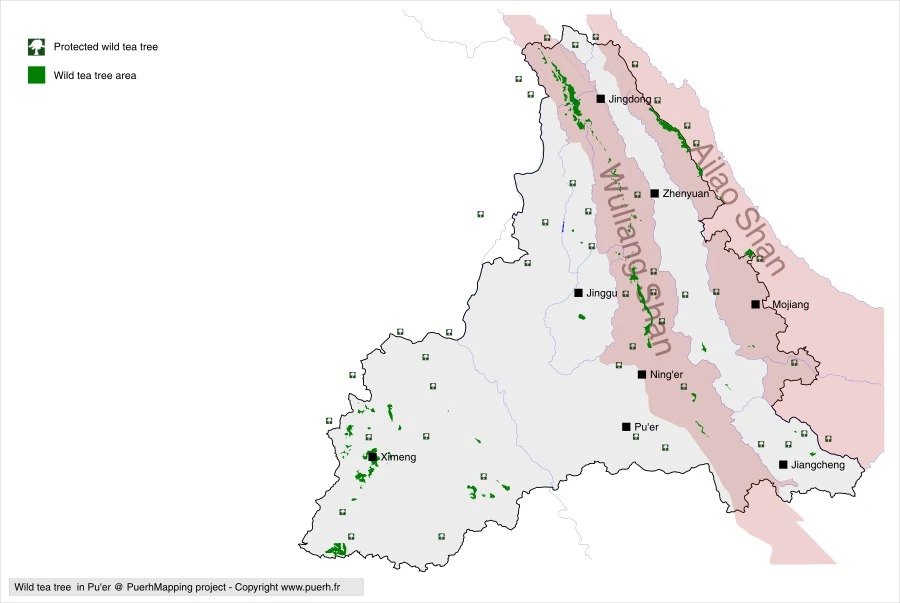 Protected wild tea tree
Wild tea tree area
Jingdong
Ailao Shan
Zhenyuan
Wuliang Shan
Jinggu
Mojiang
Ning'er
Pu'er
Ximeng
Jiangcheng
Wild tea tree in Pu'er @ PuerhMapping project - Copyright www.puerh.fr